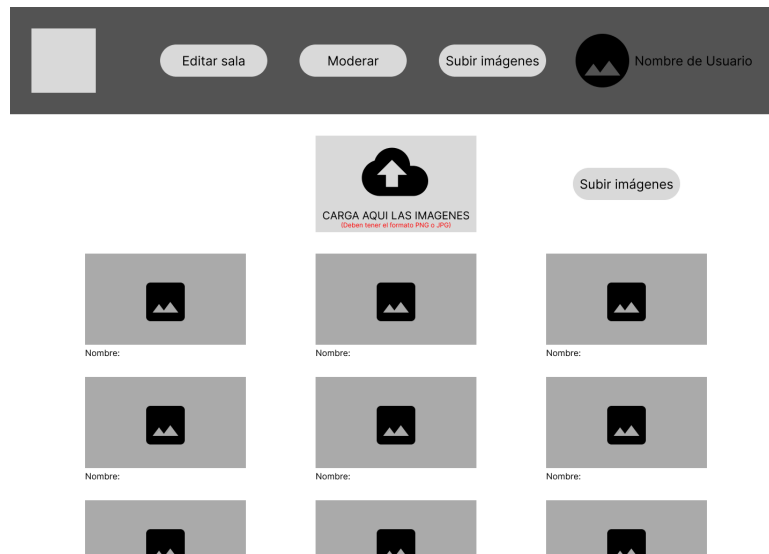 Editar sala
Moderar
Subir imágenes
Nombre de Usuario
CARGA AQUI LAS IMAGENES
(Deben tener el formato PNG o JPG)
Subir imágenes
Nombre:
Nombre:
Nombre:
Nombre:
Nombre:
Nombre: